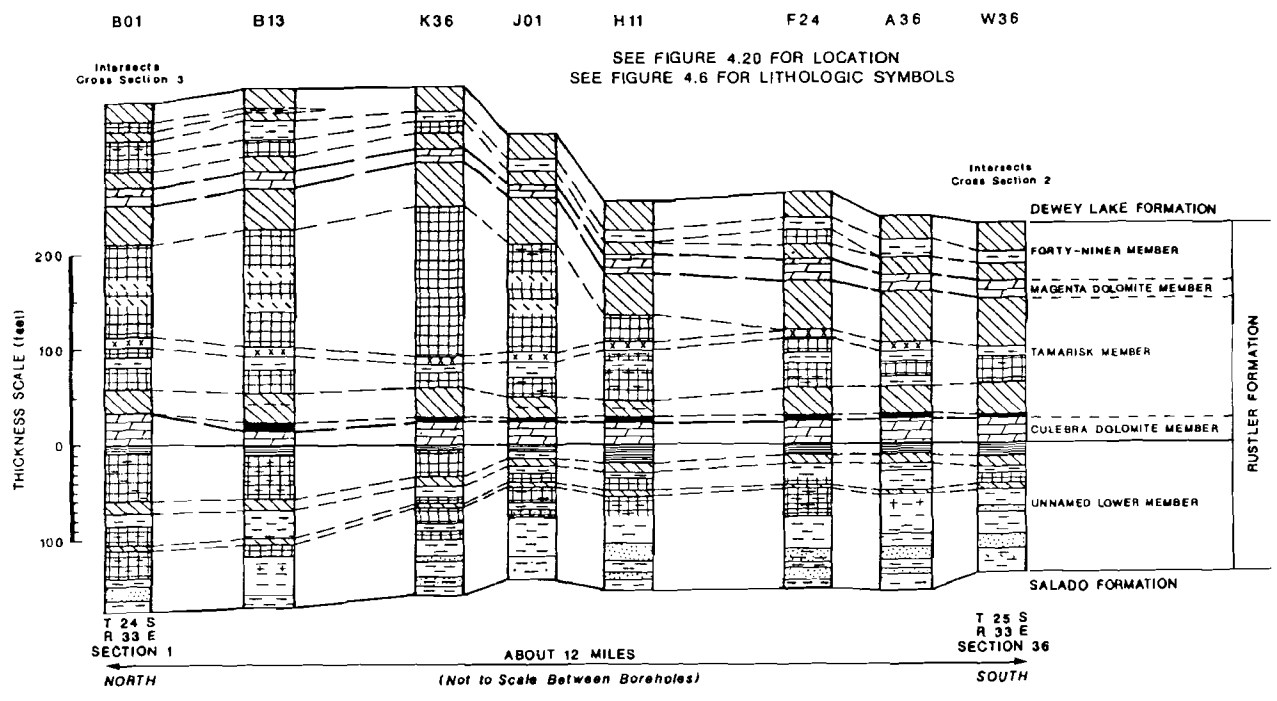 B01 B13 K36 J01 H11 F24 A36 W36
SEE FIGURE 4.20 FOR LOCATION
SEE FIGURE 4.6 FOR LITHOLOGIC SYMBOLS
Intersects
Cross Section 3
Intersects
Cross Section 2
DEWEY LAKE FORMATION
FORTY-NINER MEMBER
MAGENTA DOLOMITE MEMBER
TAMARISK MEMBER
CULEBRA DOLOMITE MEMBER
UNNAMED LOWER MEMBER
RUSTLER FORMATION
SALADO FORMATION
THICKNESS SCALE (feet)
200
100
0
100
T 24 S
R 33 E
SECTION 1
T 25 S
R 33 E
SECTION 36
ABOUT 12 MILES
NORTH (Not to Scale Between Boreholes) SOUTH